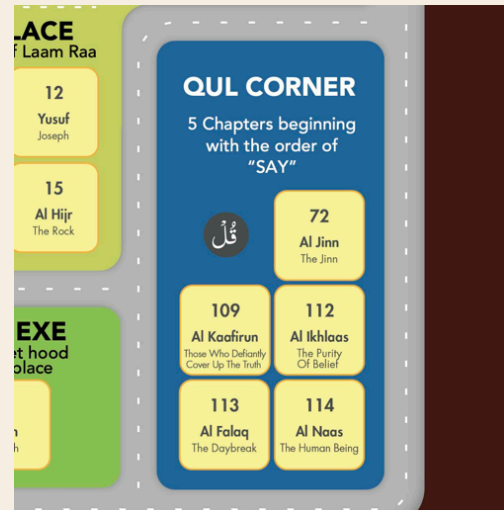 LACE
f Laam Raa
12
Yusuf
Joseph
15
Al Hijr
The Rock
EXE
et hood
olace
n
h
QUL CORNER
5 Chapters beginning
with the order of
“SAY”
قُلْ
72
Al Jinn
The Jinn
109
Al Kaafirun
Those Who Defiantly
Cover Up The Truth
112
Al Ikhlaas
The Purity
Of Belief
113
Al Falaq
The Daybreak
114
Al Naas
The Human Being